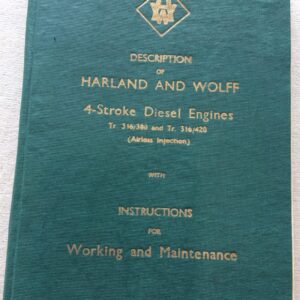 DESCRIPTION
OF
HARLAND AND WOLFF
4-Stroke Diesel Engines
Tr. 316/380 and Tr. 316/420
(Airless Injection)
WITH
INSTRUCTIONS
FOR
Working and Maintenance